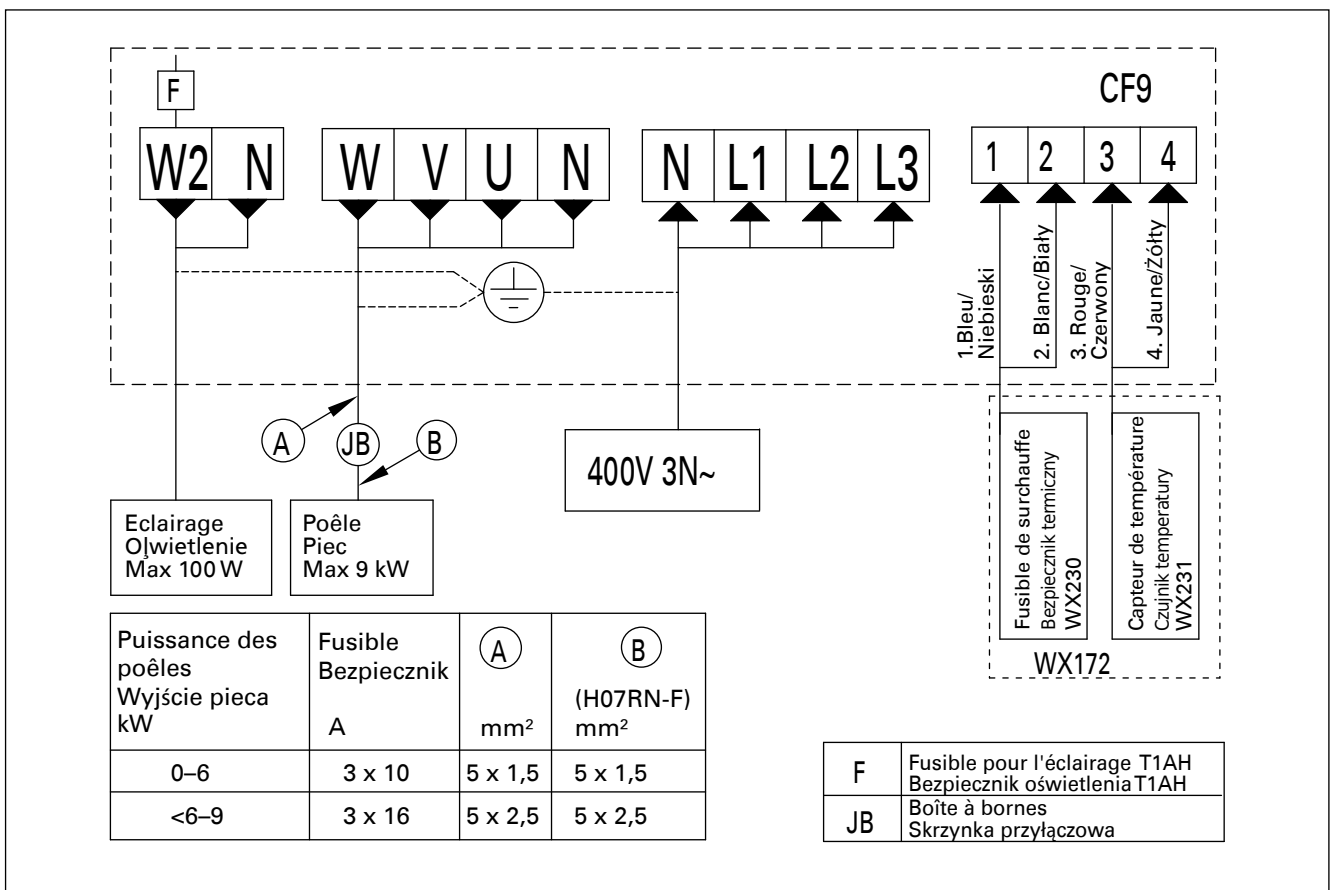 F
CF9
W2 N
W V U N
N L1 L2 L3
1 2 3 4
1.Bleu/
Niebieski
2. Blanc/Biały
3. Rouge/
Czerwony
4. Jaune/Żółty
A
JB
B
400V 3N~
Eclairage
Oļwietlenie
Max 100 W
Poêle
Piec
Max 9 kW
Fusible de surchauffe
Bezpiecznik termiczny
WX230
Capteur de température
Czujnik temperatury
WX231
WX172
Puissance des
poêles
Wyjście pieca
kW
Fusible
Bezpiecznik
A
A
mm²
B
(H07RN-F)
mm²
0–6 3 x 10 5 x 1,5 5 x 1,5
<6–9 3 x 16 5 x 2,5 5 x 2,5
F
Fusible pour l'éclairage T1AH
Bezpiecznik oświetlenia T1AH
JB
Boîte à bornes
Skrzynka przyłączowa